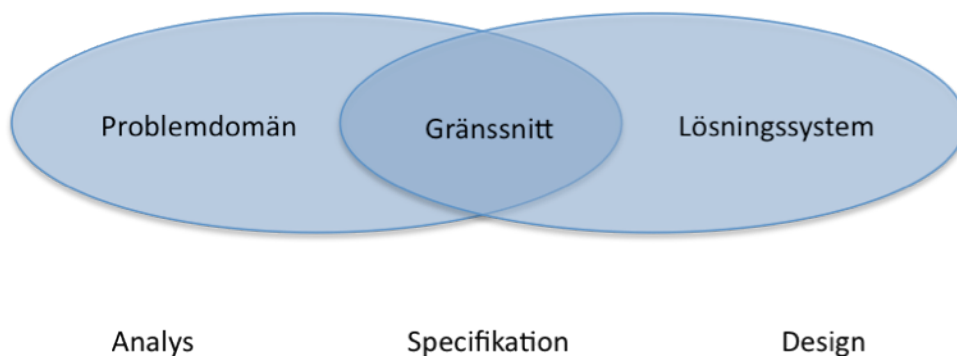 Problemdomän Gränssnitt Lösningssystem
Analys Specifikation Design